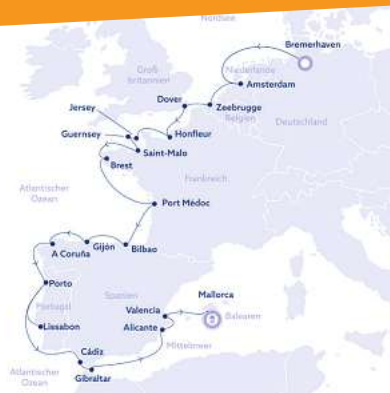 Nordsee
Bremerhaven
Groß-
britannien
Niederlande
Amsterdam
Dover
Zeebrugge
Belgien
Jersey
Deutschland
Guernsey
Honfleur
Saint-Malo
Brest
Frankreich
Atlantischer
Ozean
Port Médoc
A Coruña
Gijón
Bilbao
Porto
Spanien
Mallorca
Portugal
Valencia
Balearen
Lissabon
Alicante
Mittelmeer
Cádiz
Atlantischer
Ozean
Gibraltar